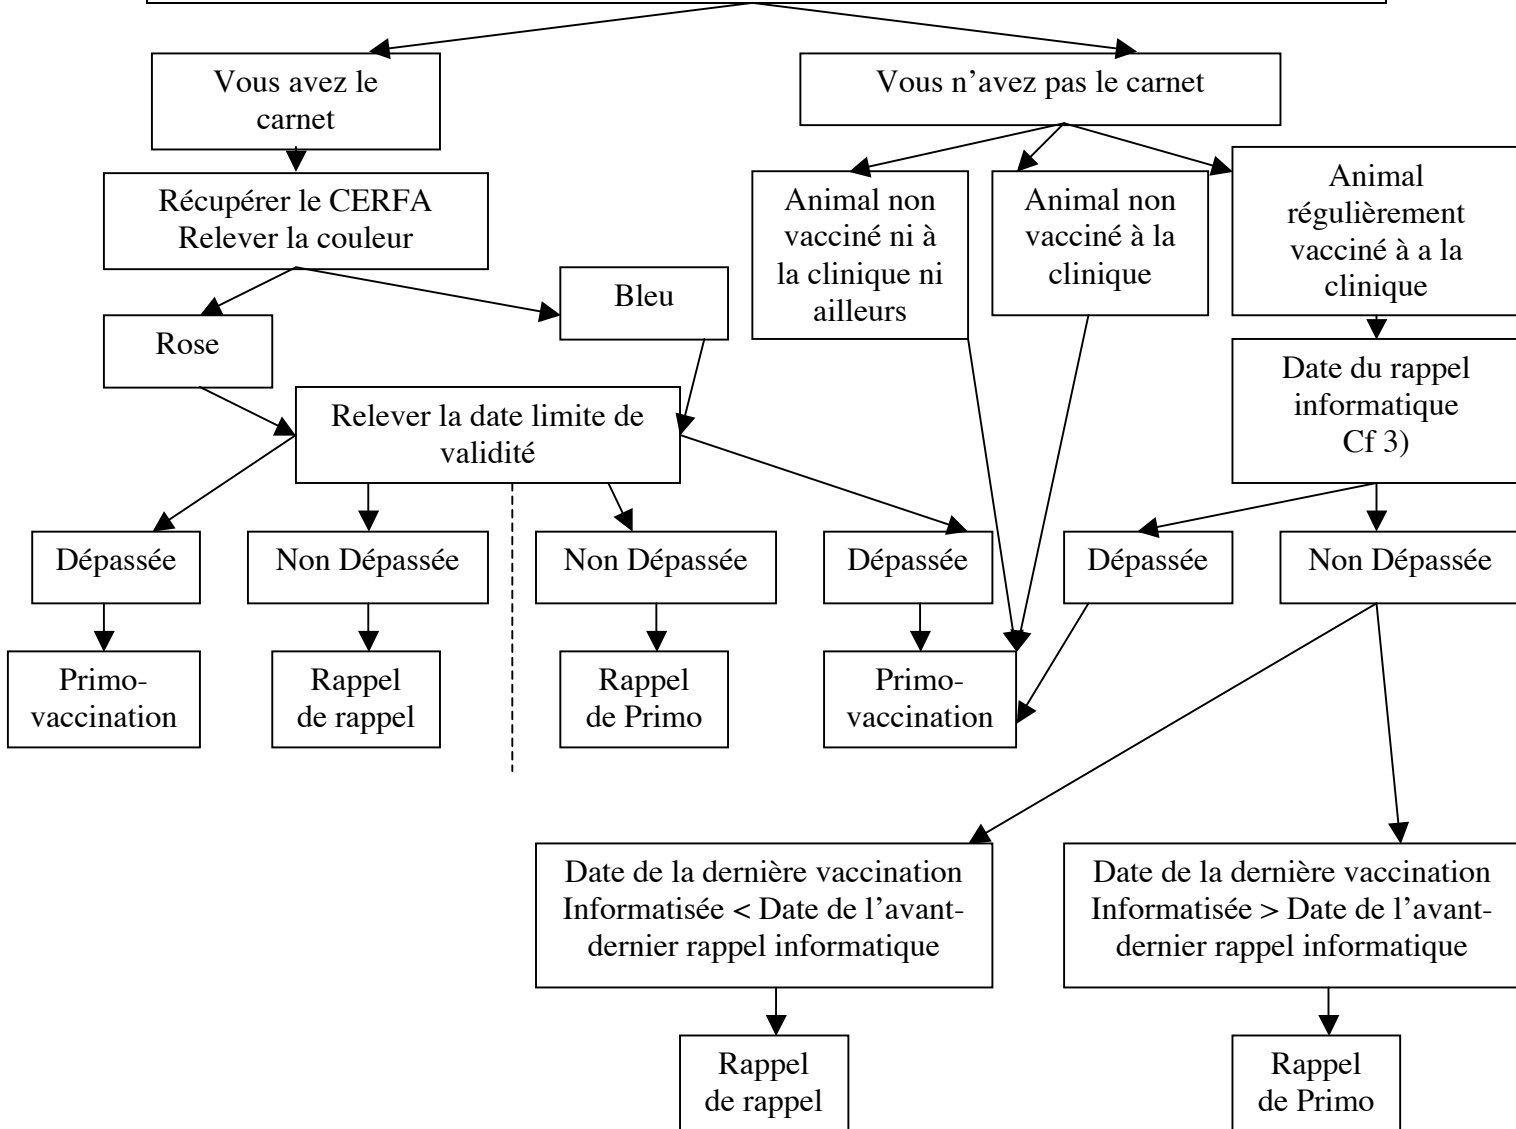 Vous avez le
carnet
Vous n’avez pas le carnet
Récupérer le CERFA
Relever la couleur
Animal non
vacciné ni à
la clinique ni
ailleurs
Animal non
vacciné à la
clinique
Animal
régulièrement
vacciné à a la
clinique
Bleu
Rose
Date du rappel
informatique
Cf 3)
Relever la date limite de
validité
Dépassée
Non Dépassée
Non Dépassée
Dépassée
Dépassée
Non Dépassée
Primo-
vaccination
Rappel
de rappel
Rappel
de Primo
Primo-
vaccination
Date de la dernière vaccination
Informatisée < Date de l’avant-
dernier rappel informatique
Date de la dernière vaccination
Informatisée > Date de l’avant-
dernier rappel informatique
Rappel
de rappel
Rappel
de Primo